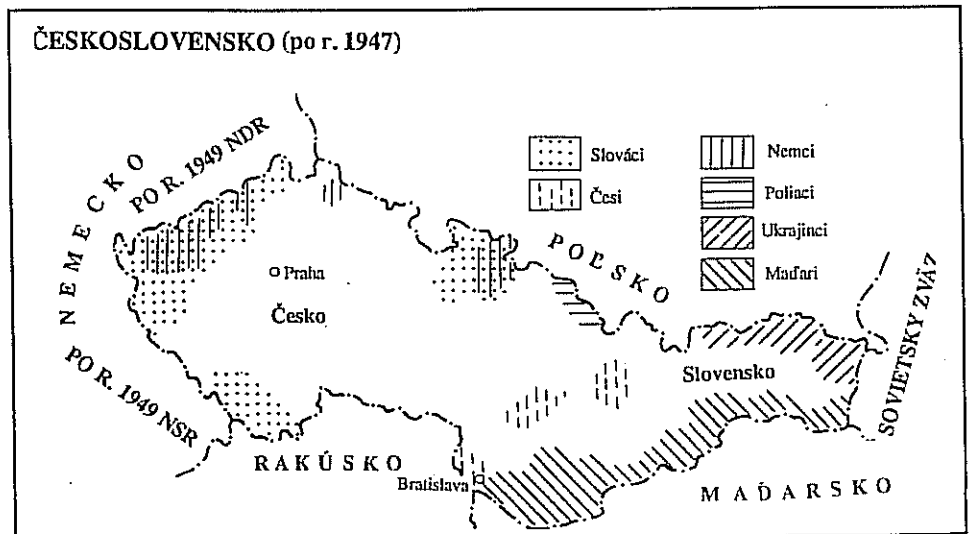 ČESKOSLOVENSKO (po r. 1947)
NEMECKO
PO R. 1949 NDR
PO R. 1949 NSR
Slováci
Česi
Nemci
Poliaci
Ukrajinci
Maďari
POĽSKO
SOVIETSKY ZVÄZ
Praha
Česko
Slovensko
RAKÚSKO
Bratislava
MAĎARSKO